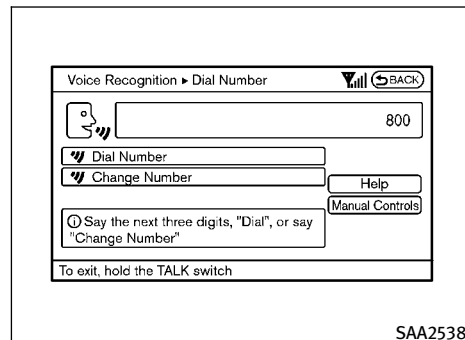 Voice Recognition ▸ Dial Number
BACK
800
Dial Number
Change Number
Help
Manual Controls
Say the next three digits, "Dial", or say
"Change Number"
To exit, hold the TALK switch
SAA2538